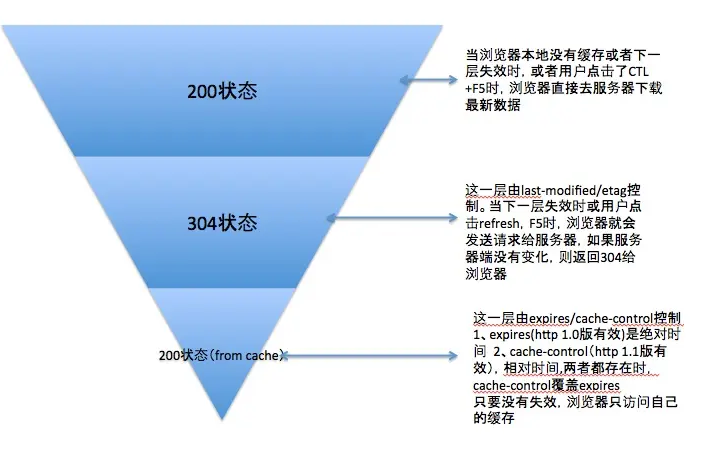 200状态
当浏览器本地没有缓存或者下一
层失效时，或者用户点击了CTL
+F5时，浏览器直接去服务器下载
最新数据
304状态
这一层由last-modified/etag控
制。当下一层失效时或用户点
击refresh，F5时，浏览器就会
发送请求给服务器，如果服务
器端没有变化，则返回304给
浏览器
200状态（from cache）
这一层由expires/cache-control控制
1、expires(http 1.0版有效)是绝对时
间 2、cache-control（http 1.1版有
效），相对时间,两者都存在时，
cache-control覆盖expires
只要没有失效，浏览器只访问自己
的缓存